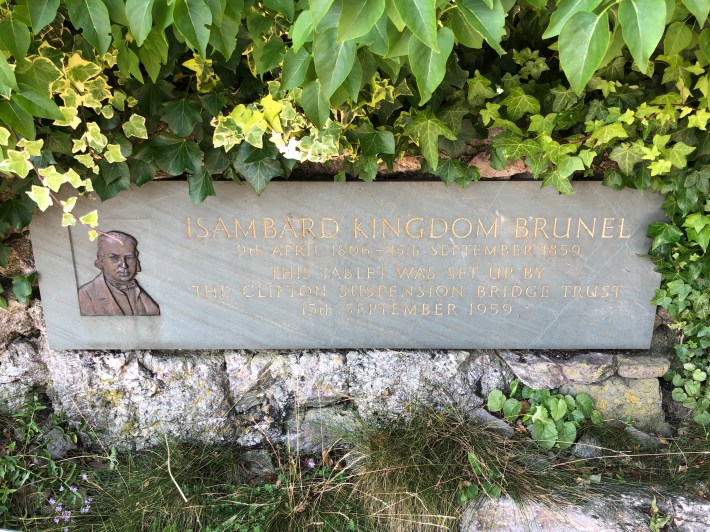 ISAMBARD KINGDOM BRUNEL
9th APRIL 1806 – 15th SEPTEMBER 1859
THIS TABLET WAS SET UP BY
THE CLIFTON SUSPENSION BRIDGE TRUST
15th SEPTEMBER 1959